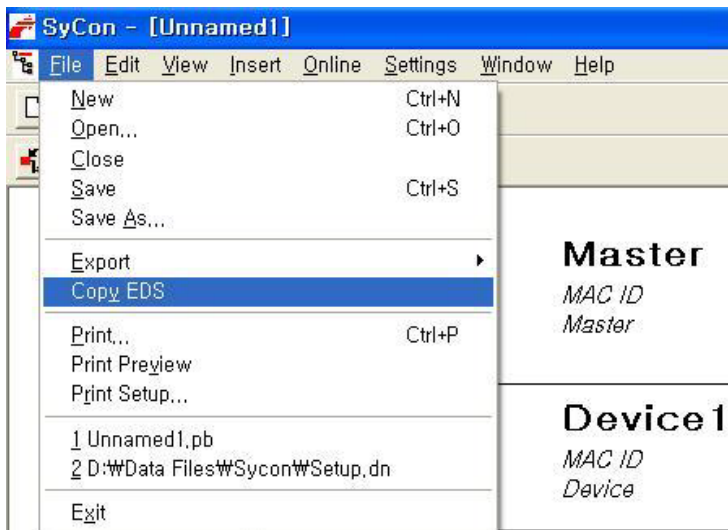 SyCon - [Unnamed1]
File Edit View Insert Online Settings Window Help
New Ctrl+N
Open... Ctrl+O
Close
Save Ctrl+S
Save As...
Export
Copy EDS
Print... Ctrl+P
Print Preview
Print Setup...
1 Unnamed1.pb
2 D:₩Data Files₩Sycon₩Setup.dn
Exit
Master
MAC ID
Master
Device1
MAC ID
Device